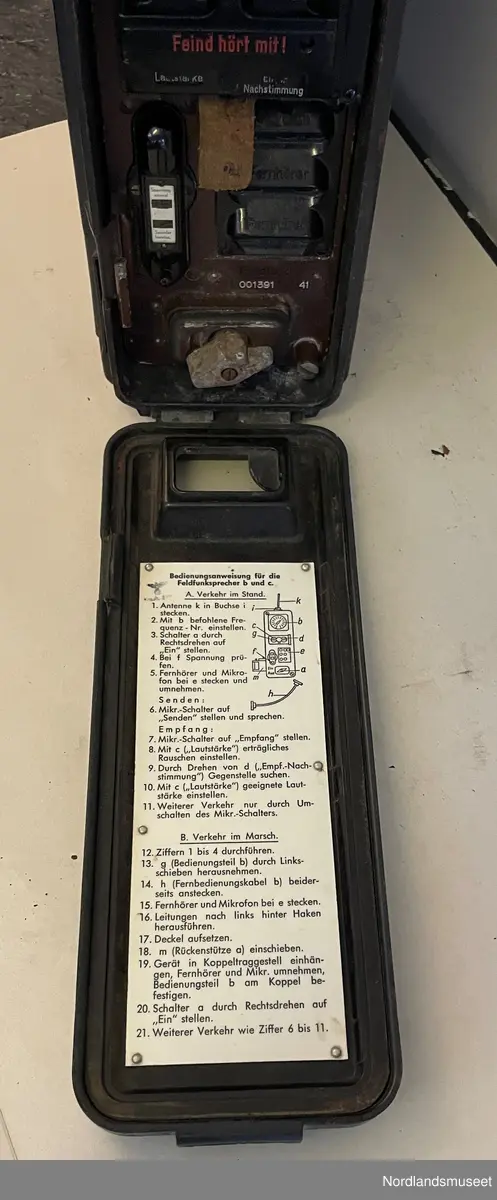 Feind hört mit!
Lautstärke
Nachstimmung
Fernhörer
001391 41
Bedienungsanweisung für die
Feldfunksprecher b und c.
A. Verkehr im Stand.
1. Antenne k in Buchse i
stecken.
2. Mit b befohlene Fre-
quenz-Nr. einstellen.
3. Schalter a durch
Rechtsdrehen auf
„Ein" stellen.
4. Bei f Spannung prü-
fen.
5. Fernhörer und Mikro-
fon bei e stecken und
umnehmen.
Senden:
6. Mikr.-Schalter auf
„Senden" stellen und sprechen.
Empfang:
7. Mikr.-Schalter auf „Empfang" stellen.
8. Mit c („Lautstärke") erträgliches
Rauschen einstellen.
9. Durch Drehen von d („Empf.-Nach-
stimmung") Gegenstelle suchen.
10. Mit c („Lautstärke") geeignete Laut-
stärke einstellen.
11. Weiterer Verkehr nur durch Um-
schalten des Mikr.-Schalters.
k
i
c
b
g
d
f
e
m
a
h
B. Verkehr im Marsch.
12. Ziffern 1 bis 4 durchführen.
13. g (Bedienungsteil b) durch Links-
schieben herausnehmen.
14. h (Fernbedienungskabel b) beider-
seits anstecken.
15. Fernhörer und Mikrofon bei e stecken.
16. Leitungen nach links hinter Haken
herausführen.
17. Deckel aufsetzen.
18. m (Rückenstütze a) einschieben.
19. Gerät in Koppeltraggestell einhän-
gen, Fernhörer und Mikr. umnehmen,
Bedienungsteil b am Koppel be-
festigen.
20. Schalter a durch Rechtsdrehen auf
„Ein" stellen.
21. Weiterer Verkehr wie Ziffer 6 bis 11.
Nordlandsmuseet